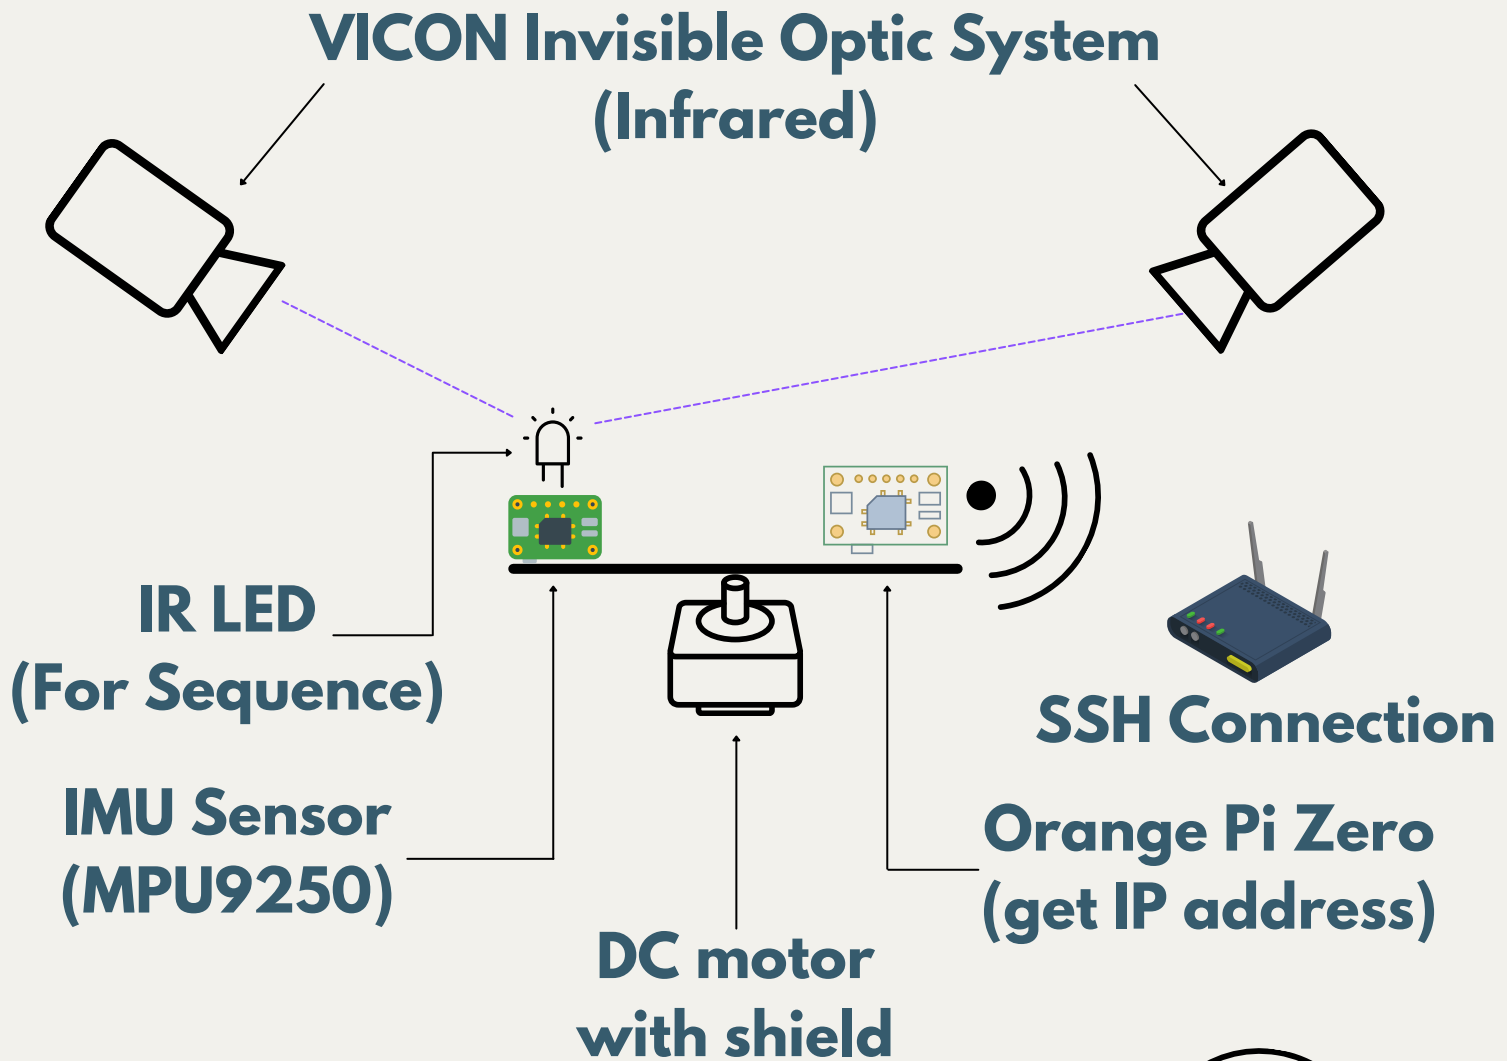 VICON Invisible Optic System
(Infrared)
IR LED
(For Sequence)
SSH Connection
IMU Sensor
(MPU9250)
Orange Pi Zero
(get IP address)
DC motor
with shield